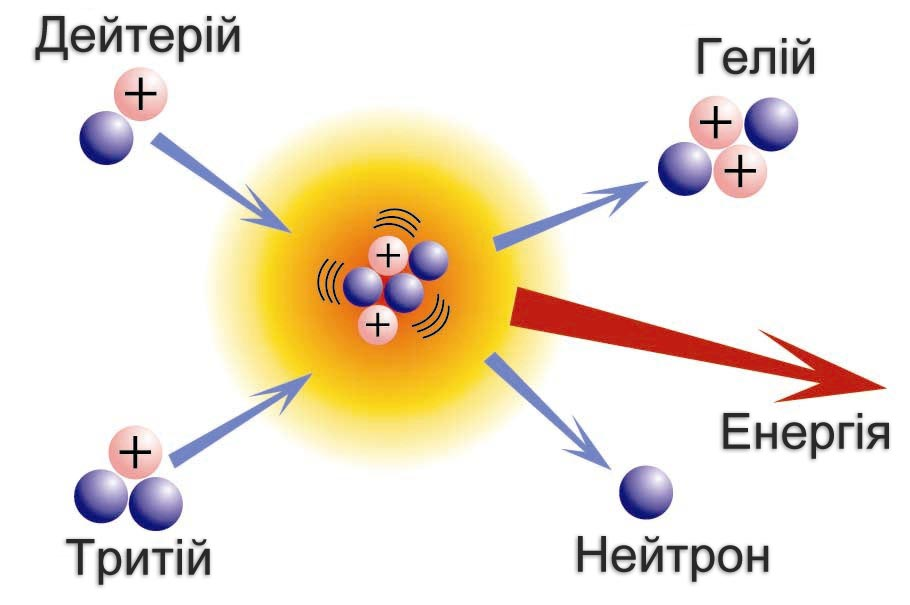 Дейтерій
Гелій
+
+
+
+
+
+
Енергія
Тритій
Нейтрон